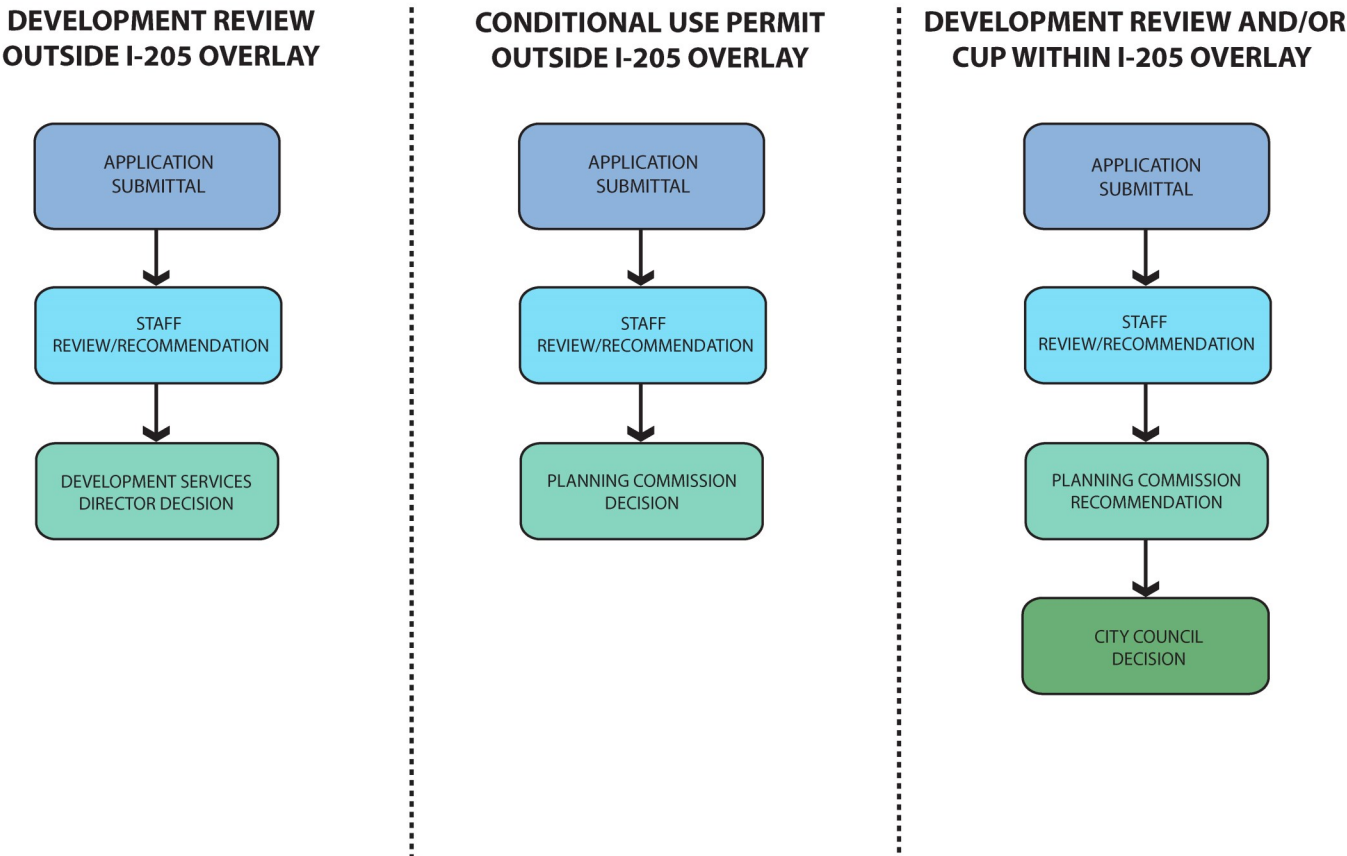 DEVELOPMENT REVIEW
OUTSIDE I-205 OVERLAY
APPLICATION
SUBMITTAL
STAFF
REVIEW/RECOMMENDATION
DEVELOPMENT SERVICES
DIRECTOR DECISION
CONDITIONAL USE PERMIT
OUTSIDE I-205 OVERLAY
APPLICATION
SUBMITTAL
STAFF
REVIEW/RECOMMENDATION
PLANNING COMMISSION
DECISION
DEVELOPMENT REVIEW AND/OR
CUP WITHIN I-205 OVERLAY
APPLICATION
SUBMITTAL
STAFF
REVIEW/RECOMMENDATION
PLANNING COMMISSION
RECOMMENDATION
CITY COUNCIL
DECISION